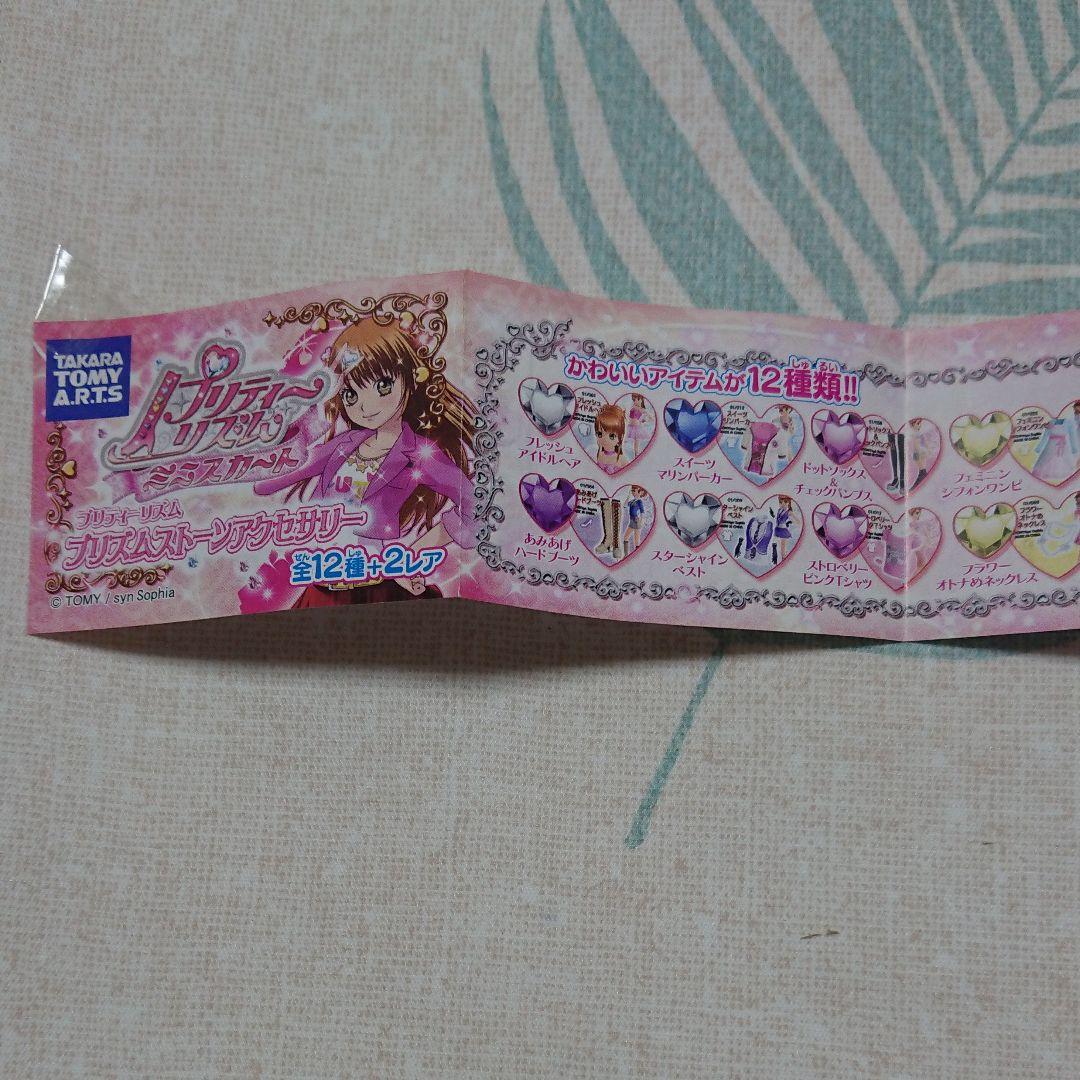 TAKARA
TOMY
A.R.T.S
プリティー
リズム
ミニスカート
プリティーリズム
プリズムストーンアクセサリー
ぜん しゅ
全12種+2レア
© TOMY / syn Sophia
しゅ るい
かわいいアイテムが12種類!!
フレッシュ
アイドルヘア
スイーツ
マリンパーカー
ドットソックス
&
チェックパンプス
フェミニン
シフォンワンピ
あみあげ
ハードブーツ
スターシャイン
ベスト
ストロベリー
ピンクTシャツ
フラワー
オトナめネックレス